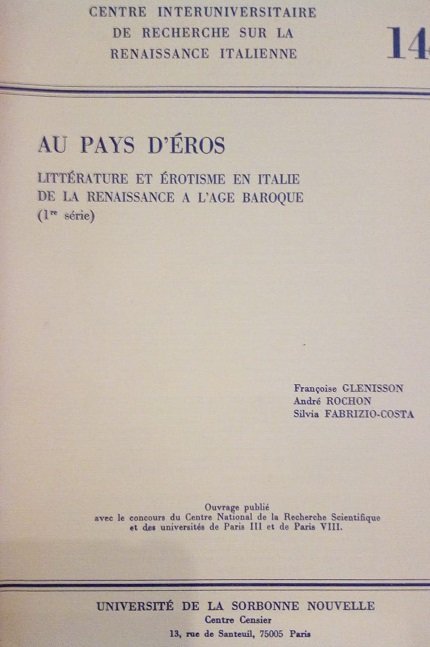 CENTRE INTERUNIVERSITAIRE
DE RECHERCHE SUR LA
RENAISSANCE ITALIENNE
14
AU PAYS D'ÉROS
LITTÉRATURE ET ÉROTISME EN ITALIE
DE LA RENAISSANCE A L'AGE BAROQUE
(1re série)
Françoise GLENISSON
André ROCHON
Silvia FABRIZIO-COSTA
Ouvrage publié
avec le concours du Centre National de la Recherche Scientifique
et des universités de Paris III et de Paris VIII.
UNIVERSITÉ DE LA SORBONNE NOUVELLE
Centre Censier
13, rue de Santeuil, 75005 Paris